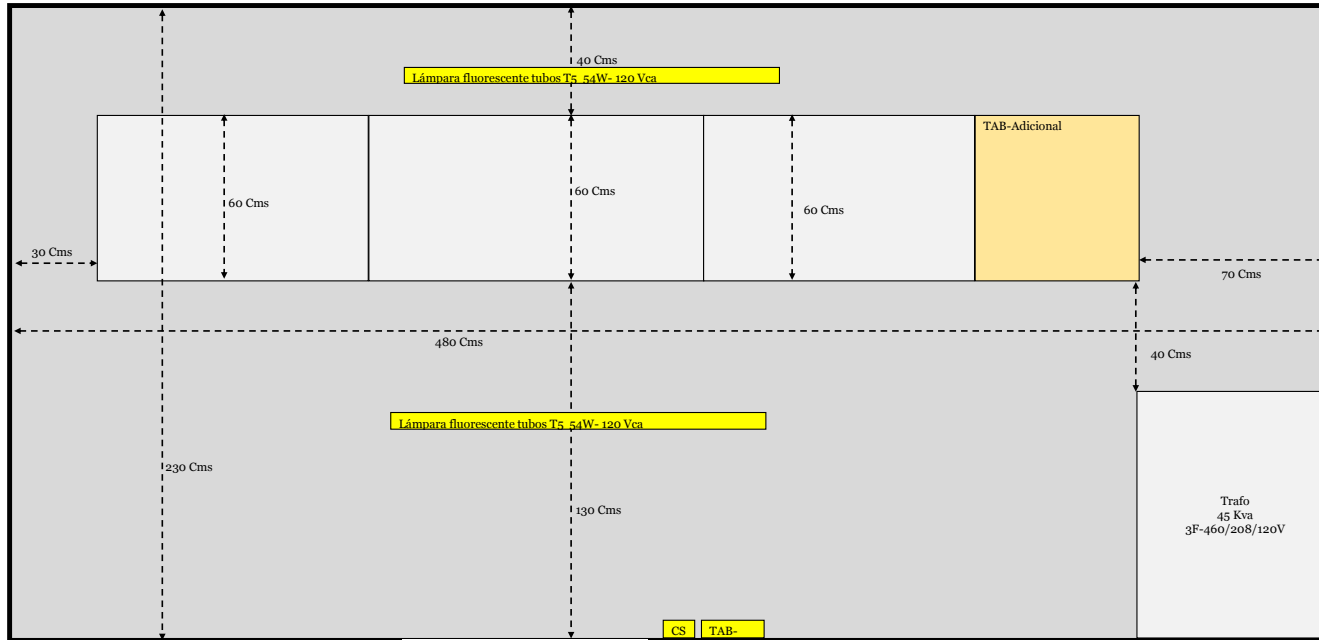 40 Cms
Lámpara fluorescente tubos T5 54W- 120 Vca
TAB-Adicional
60 Cms
60 Cms
60 Cms
30 Cms
70 Cms
480 Cms
40 Cms
Lámpara fluorescente tubos T5 54W- 120 Vca
230 Cms
130 Cms
Trafo
45 Kva
3F-460/208/120V
CS
TAB-